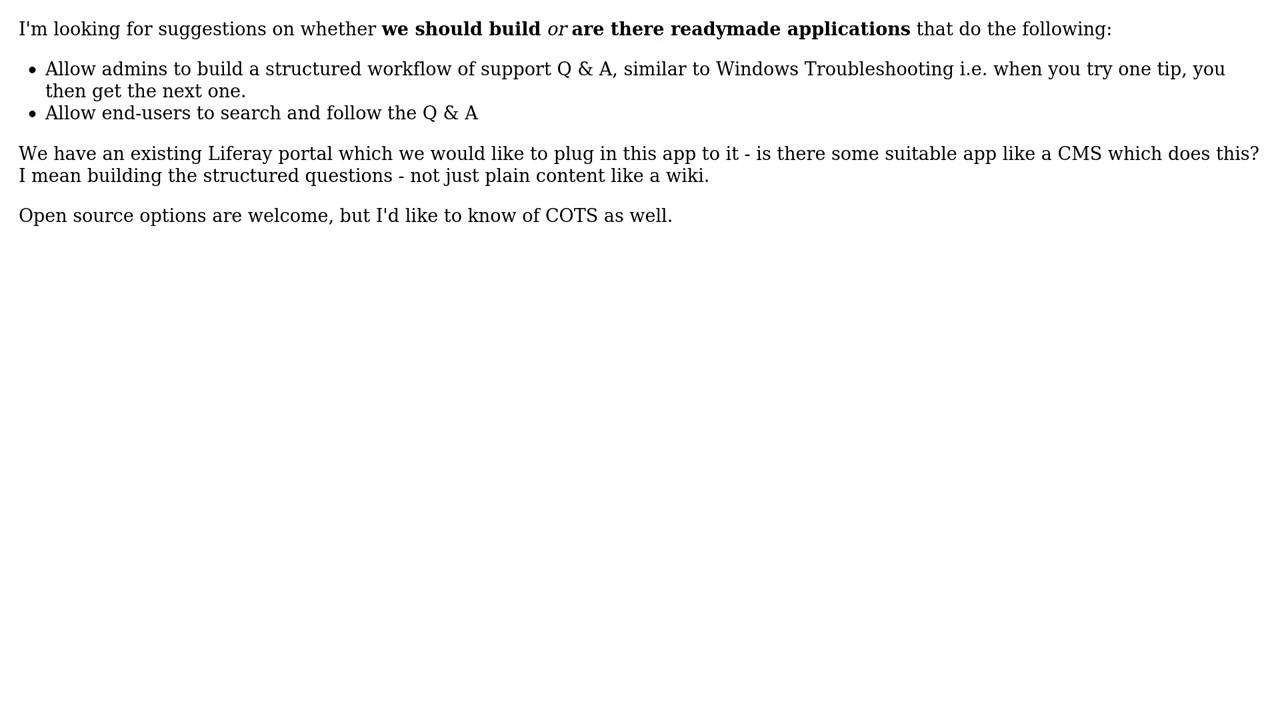 I'm looking for suggestions on whether we should build or are there readymade applications that do the following:
• Allow admins to build a structured workflow of support Q & A, similar to Windows Troubleshooting i.e. when you try one tip, you
then get the next one.
• Allow end-users to search and follow the Q & A
We have an existing Liferay portal which we would like to plug in this app to it - is there some suitable app like a CMS which does this?
I mean building the structured questions - not just plain content like a wiki.
Open source options are welcome, but I'd like to know of COTS as well.